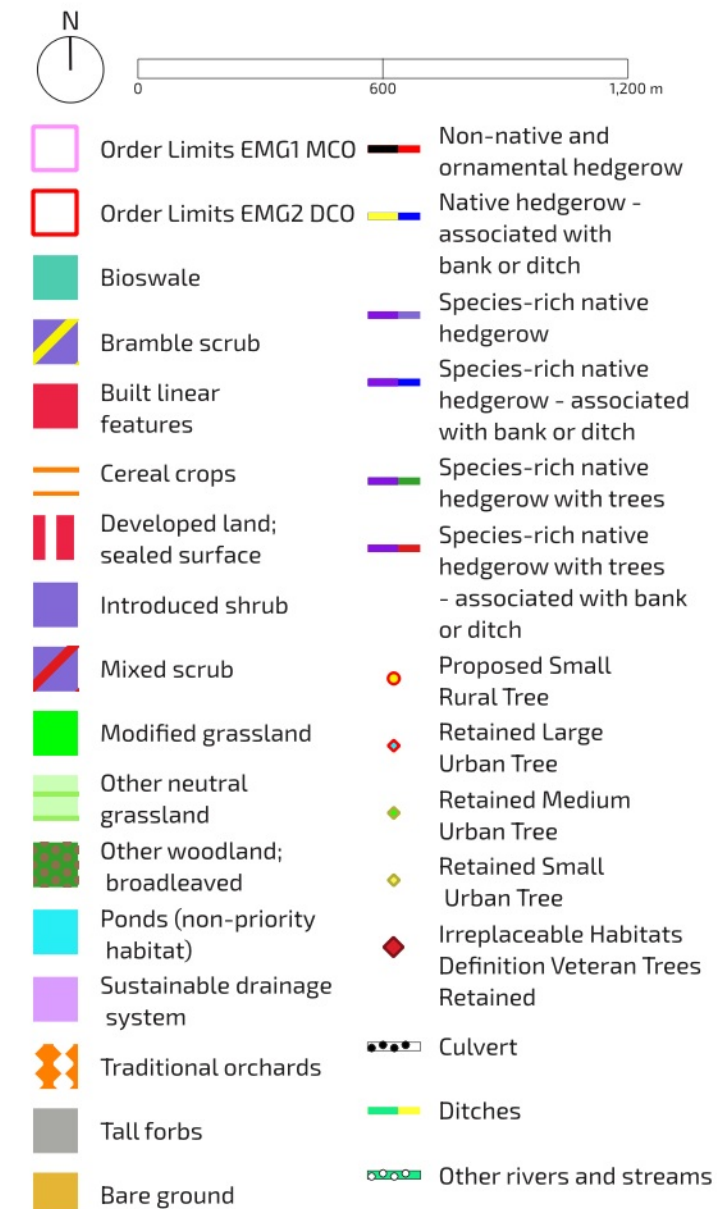 N
0
600
1,200 m
Order Limits EMG1 MCO
Order Limits EMG2 DCO
Bioswale
Bramble scrub
Built linear
features
Cereal crops
Developed land;
sealed surface
Introduced shrub
Mixed scrub
Modified grassland
Other neutral
grassland
Other woodland;
broadleaved
Ponds (non-priority
habitat)
Sustainable drainage
system
Traditional orchards
Tall forbs
Bare ground
Non-native and
ornamental hedgerow
Native hedgerow -
associated with
bank or ditch
Species-rich native
hedgerow
Species-rich native
hedgerow - associated
with bank or ditch
Species-rich native
hedgerow with trees
Species-rich native
hedgerow with trees
- associated with bank
or ditch
Proposed Small
Rural Tree
Retained Large
Urban Tree
Retained Medium
Urban Tree
Retained Small
Urban Tree
Irreplaceable Habitats
Definition Veteran Trees
Retained
Culvert
Ditches
Other rivers and streams